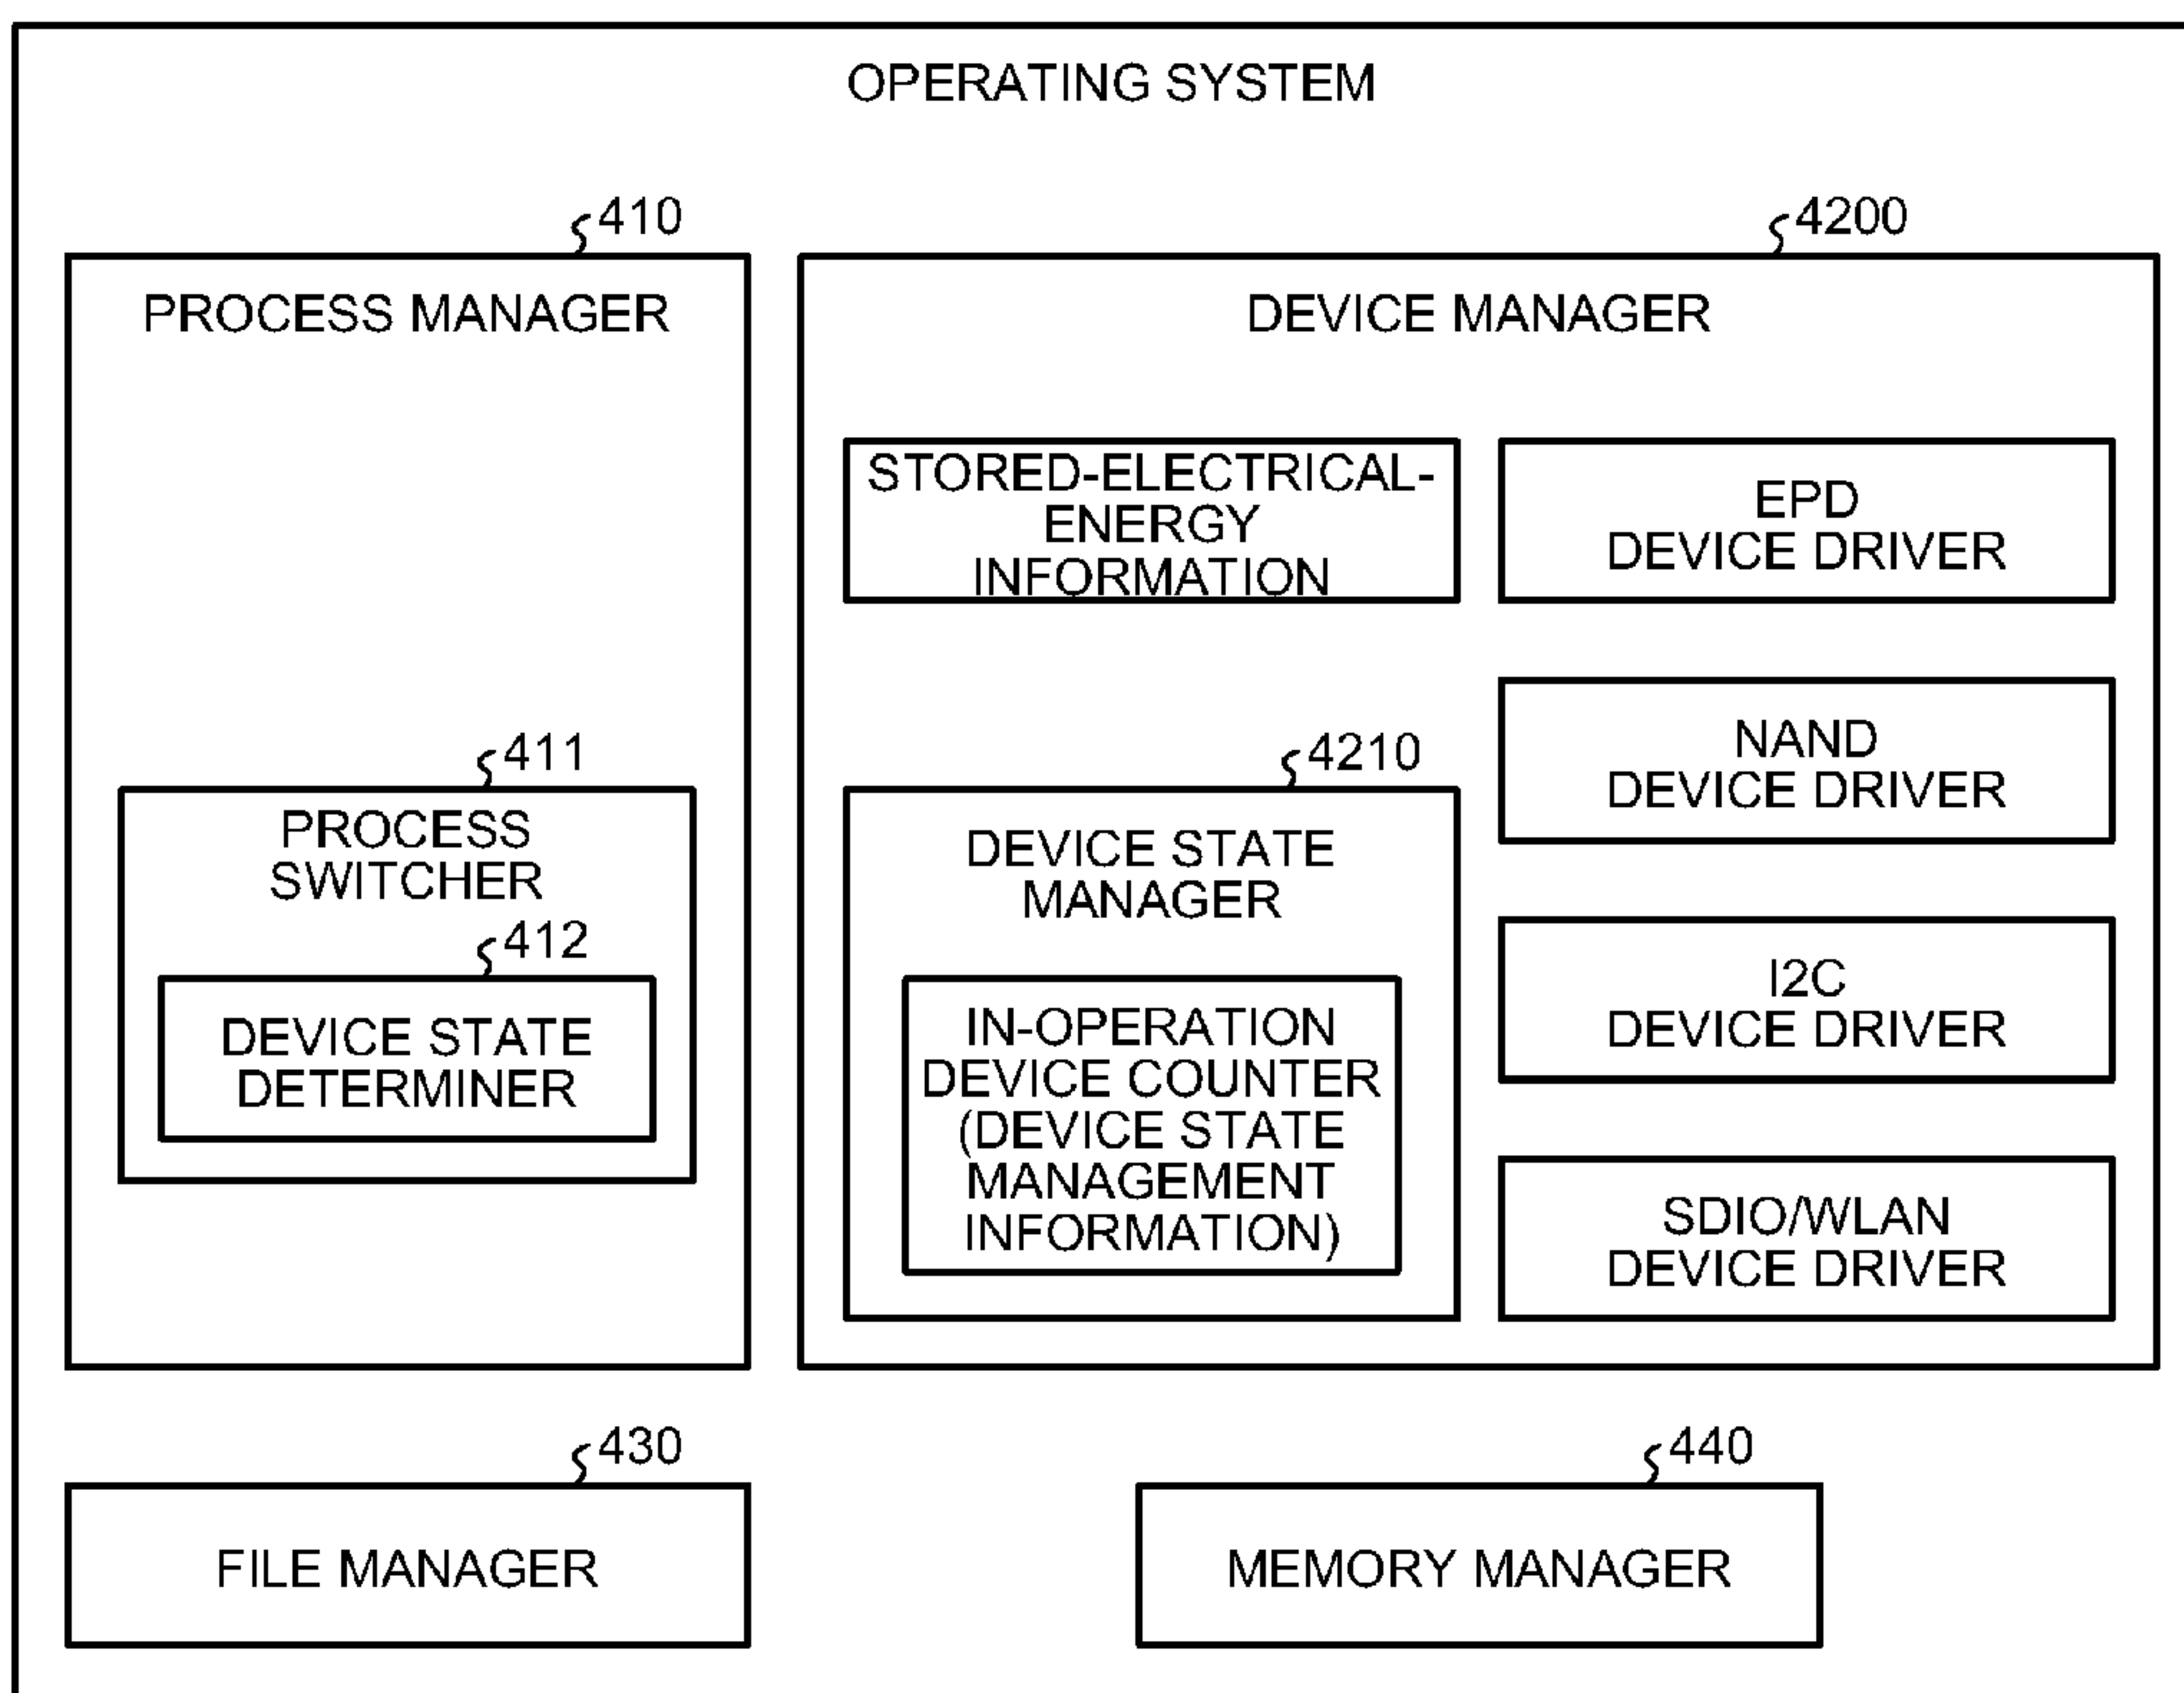 OPERATING SYSTEM
410
PROCESS MANAGER
411
PROCESS
SWITCHER
412
DEVICE STATE
DETERMINER
4200
DEVICE MANAGER
STORED-ELECTRICAL-
ENERGY
INFORMATION
4210
DEVICE STATE
MANAGER
IN-OPERATION
DEVICE COUNTER
(DEVICE STATE
MANAGEMENT
INFORMATION)
EPD
DEVICE DRIVER
NAND
DEVICE DRIVER
I2C
DEVICE DRIVER
SDIO/WLAN
DEVICE DRIVER
430
FILE MANAGER
440
MEMORY MANAGER